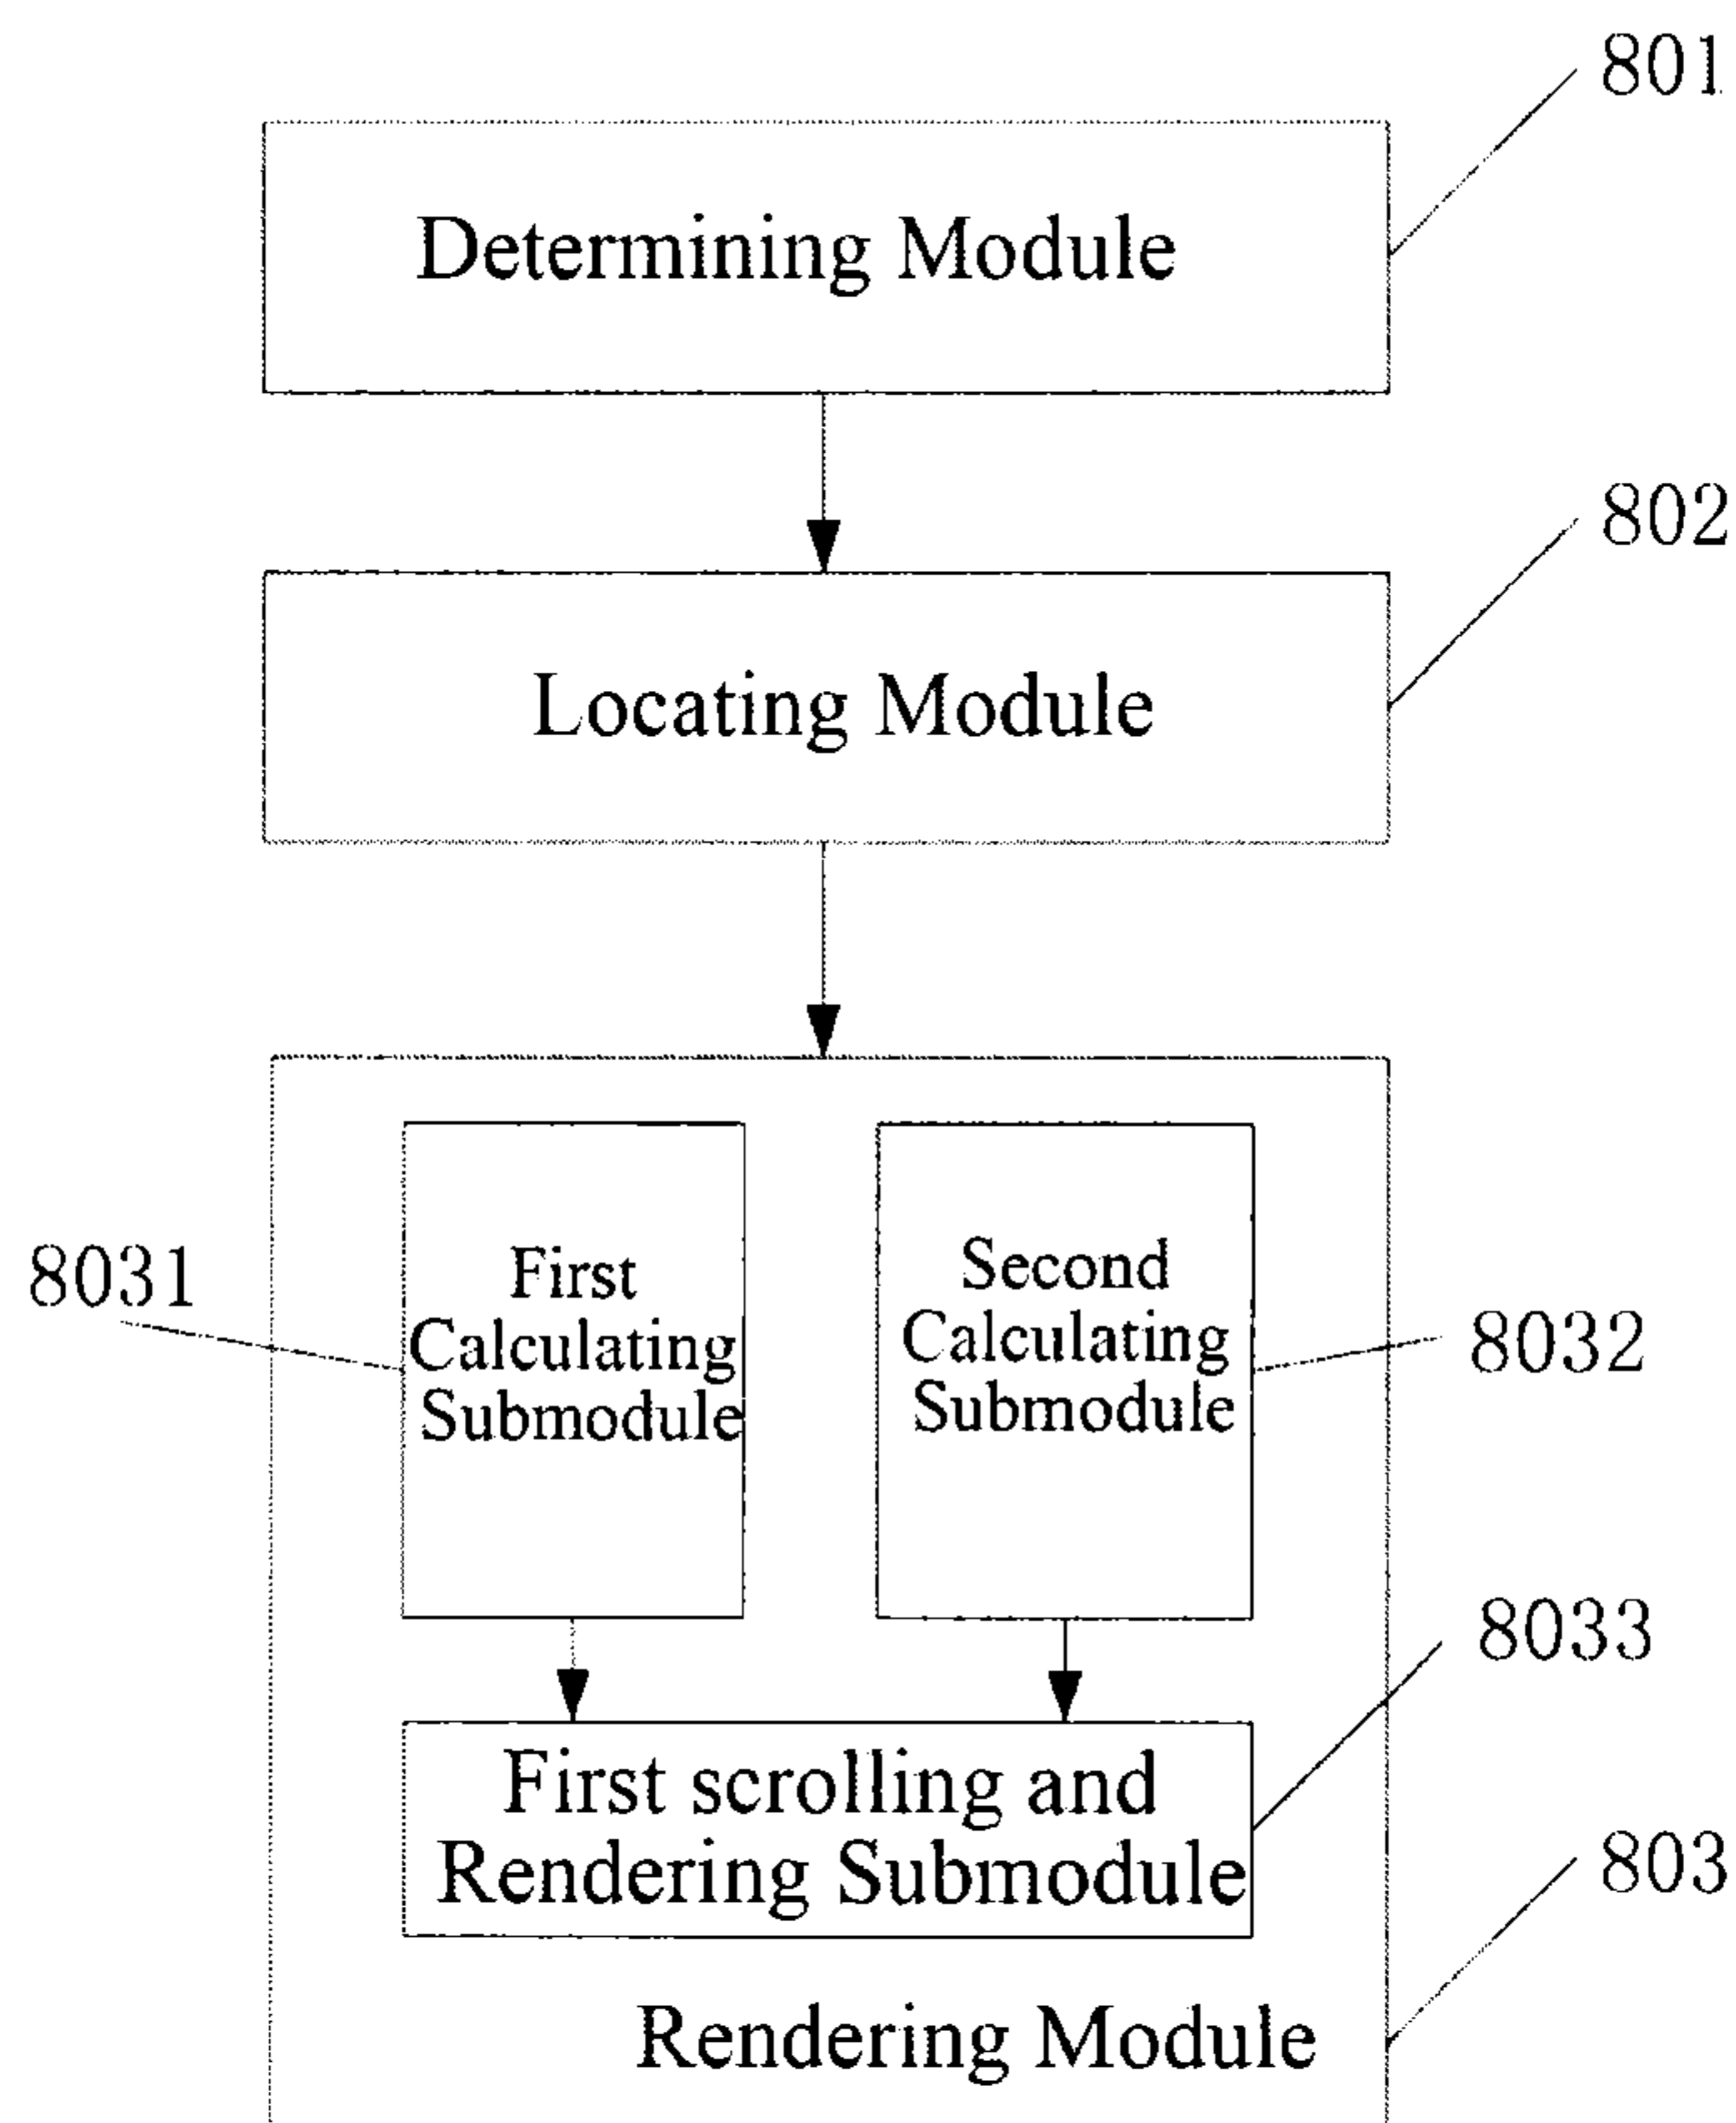 801
Determining Module
802
Locating Module
8031
First
Calculating
Submodule
Second
Calculating
Submodule
8032
8033
First scrolling and
Rendering Submodule
803
Rendering Module